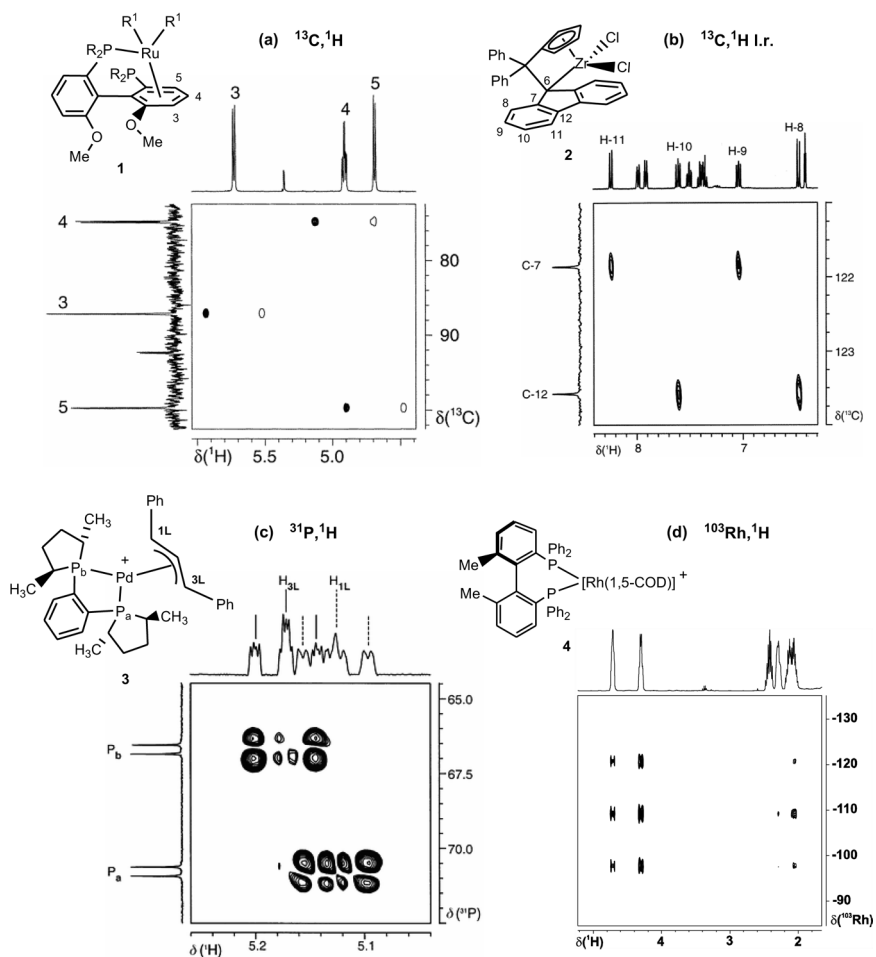 (a) ¹³C,¹H
R¹ R¹
R₂P Ru
R₂P
5
4
3
O O
Me Me
1
3 4 5
4
3
5
80
90
δ(¹³C)
5.5 5.0
δ(¹H)
(b) ¹³C,¹H l.r.
Ph
Ph
Zr
Cl
Cl
6
7
8
9
10
11
12
2
H-11 H-10 H-9 H-8
C-7
C-12
122
123
δ(¹³C)
8 7
δ(¹H)
(c) ³¹P,¹H
Ph
1L
3L
Ph
CH₃
+
Pd
P_b
H₃C
P_a
CH₃
CH₃
3
H₃L H₁L
P_b
P_a
65.0
67.5
70.0
δ(³¹P)
5.2 5.1
δ(¹H)
(d) ¹⁰³Rh,¹H
Me
Me
Ph₂
P
[Rh(1,5-COD)]⁺
P
Ph₂
4
-130
-120
-110
-100
-90
δ(¹⁰³Rh)
4 3 2
δ(¹H)